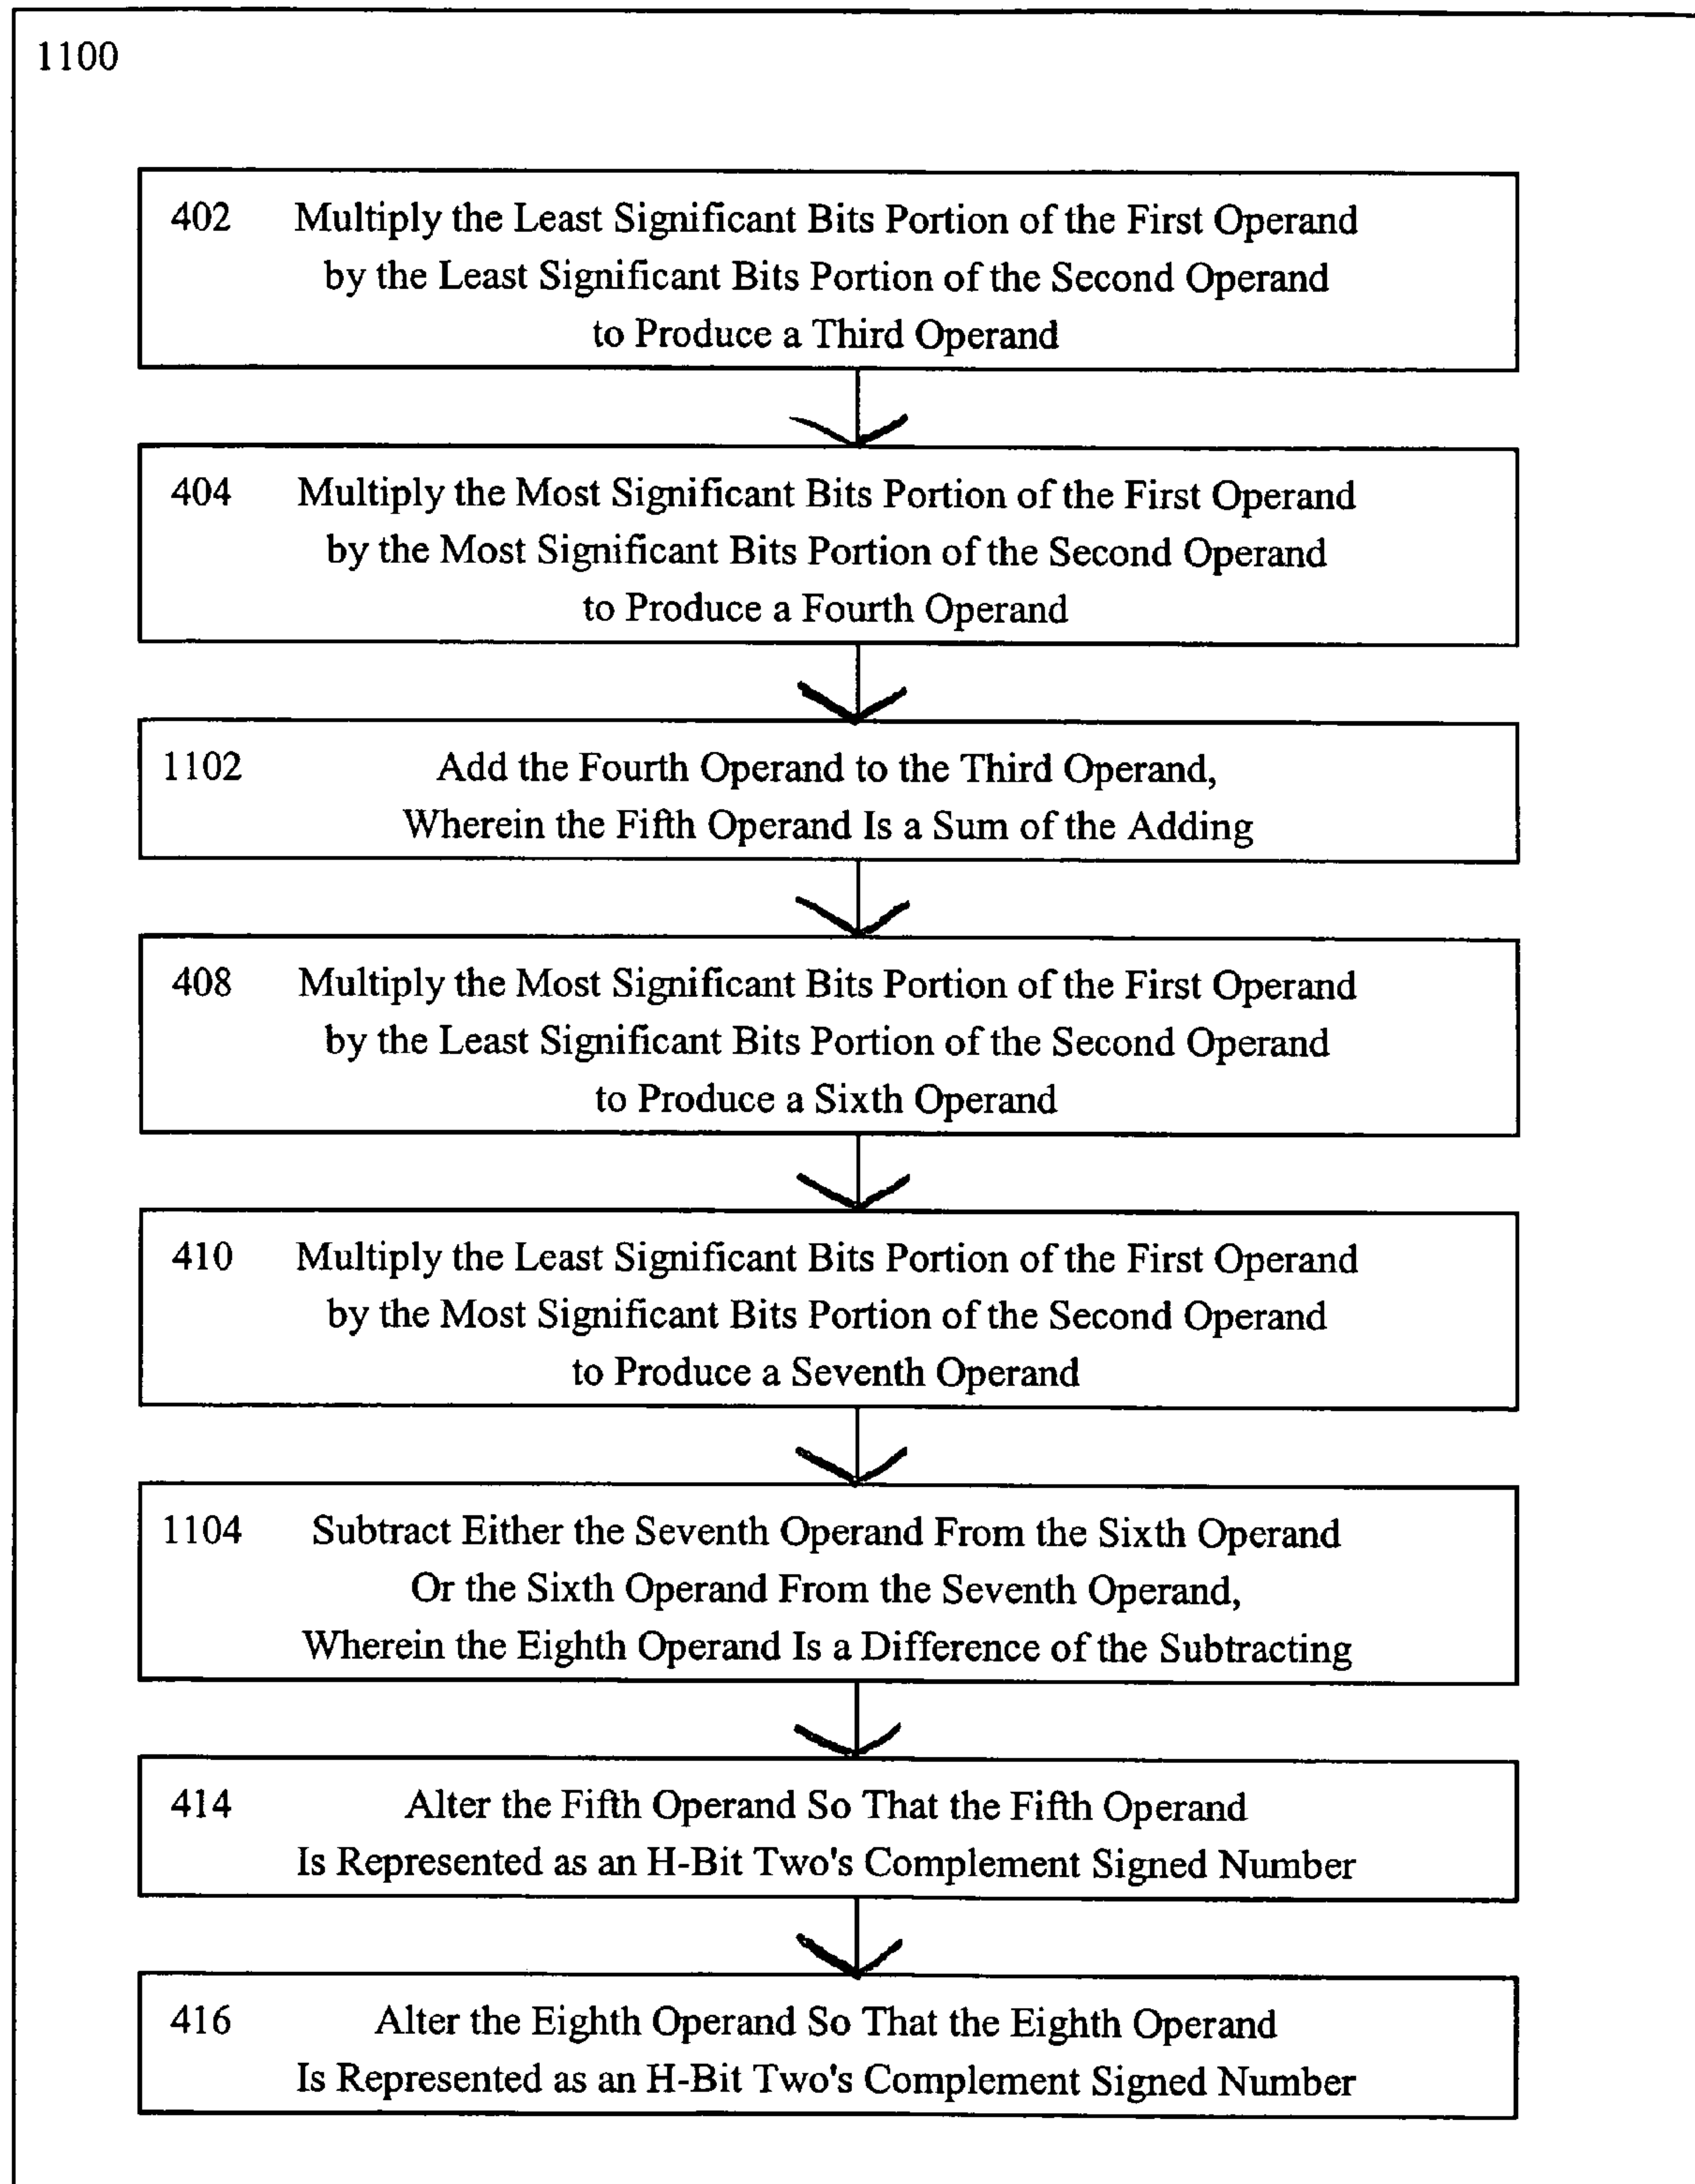 1100
402 Multiply the Least Significant Bits Portion of the First Operand
by the Least Significant Bits Portion of the Second Operand
to Produce a Third Operand
404 Multiply the Most Significant Bits Portion of the First Operand
by the Most Significant Bits Portion of the Second Operand
to Produce a Fourth Operand
1102 Add the Fourth Operand to the Third Operand,
Wherein the Fifth Operand Is a Sum of the Adding
408 Multiply the Most Significant Bits Portion of the First Operand
by the Least Significant Bits Portion of the Second Operand
to Produce a Sixth Operand
410 Multiply the Least Significant Bits Portion of the First Operand
by the Most Significant Bits Portion of the Second Operand
to Produce a Seventh Operand
1104 Subtract Either the Seventh Operand From the Sixth Operand
Or the Sixth Operand From the Seventh Operand,
Wherein the Eighth Operand Is a Difference of the Subtracting
414 Alter the Fifth Operand So That the Fifth Operand
Is Represented as an H-Bit Two's Complement Signed Number
416 Alter the Eighth Operand So That the Eighth Operand
Is Represented as an H-Bit Two's Complement Signed Number